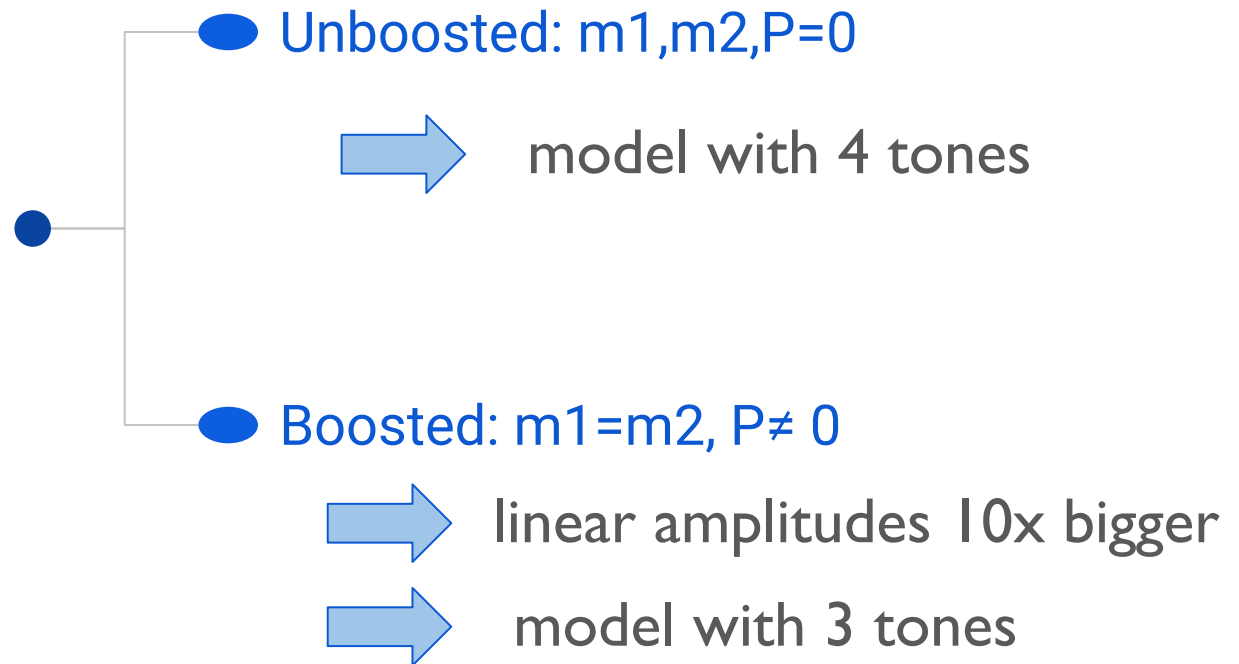 Unboosted: m1,m2,P=0
model with 4 tones
Boosted: m1=m2, P≠ 0
linear amplitudes 10x bigger
model with 3 tones